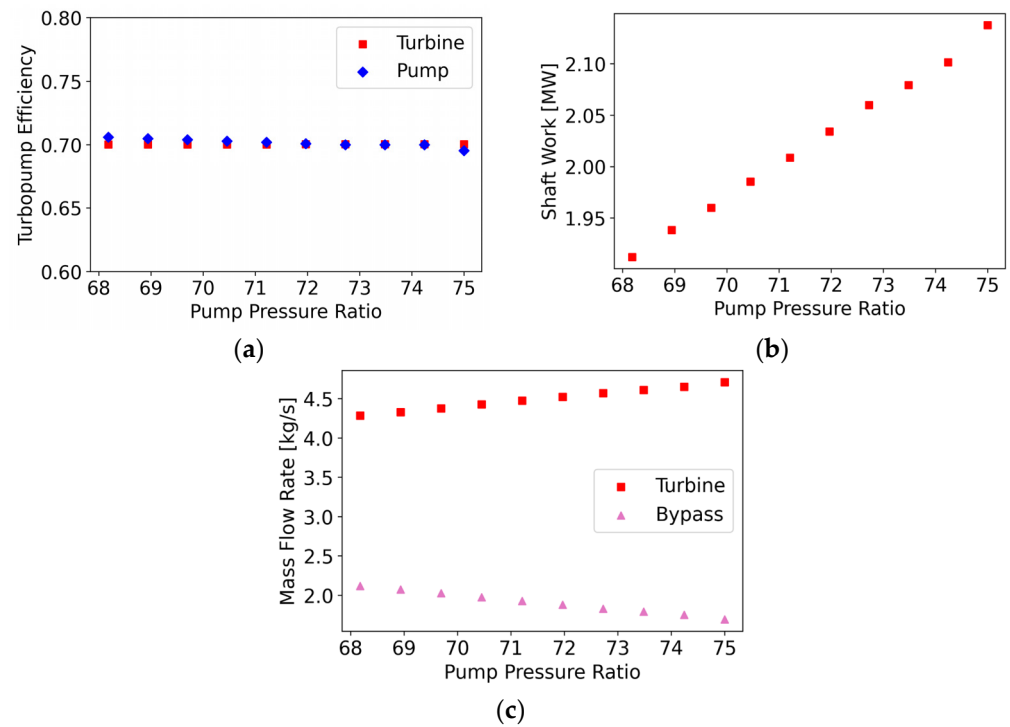 0.80
0.75
0.70
0.65
0.60
Turbopump Efficiency
Turbine
Pump
68 69 70 71 72 73 74 75
Pump Pressure Ratio
(a)
2.10
2.05
2.00
1.95
Shaft Work [MW]
68 69 70 71 72 73 74 75
Pump Pressure Ratio
(b)
4.5
4.0
3.5
3.0
2.5
2.0
Mass Flow Rate [kg/s]
Turbine
Bypass
68 69 70 71 72 73 74 75
Pump Pressure Ratio
(c)